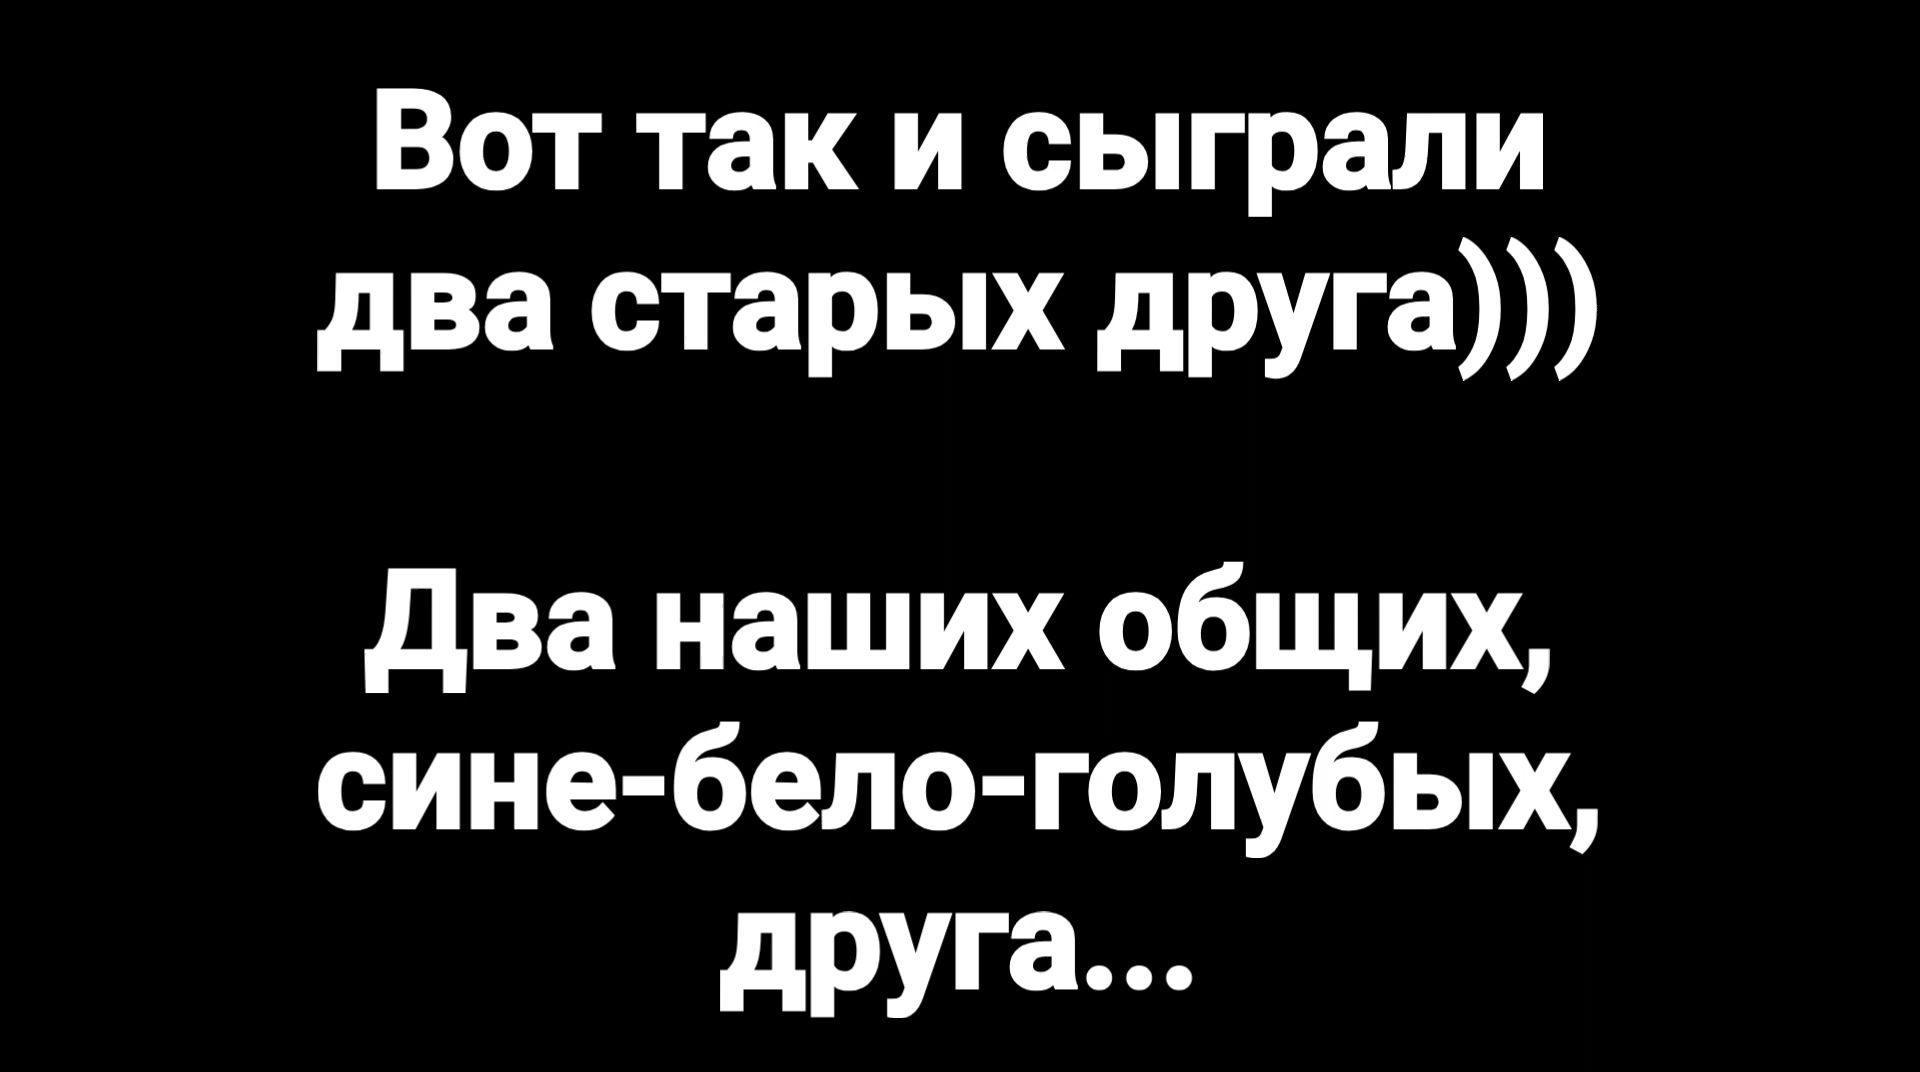 Вот так и сыграли
два старых друга)))
Два наших общих,
сине-бело-голубых,
друга...